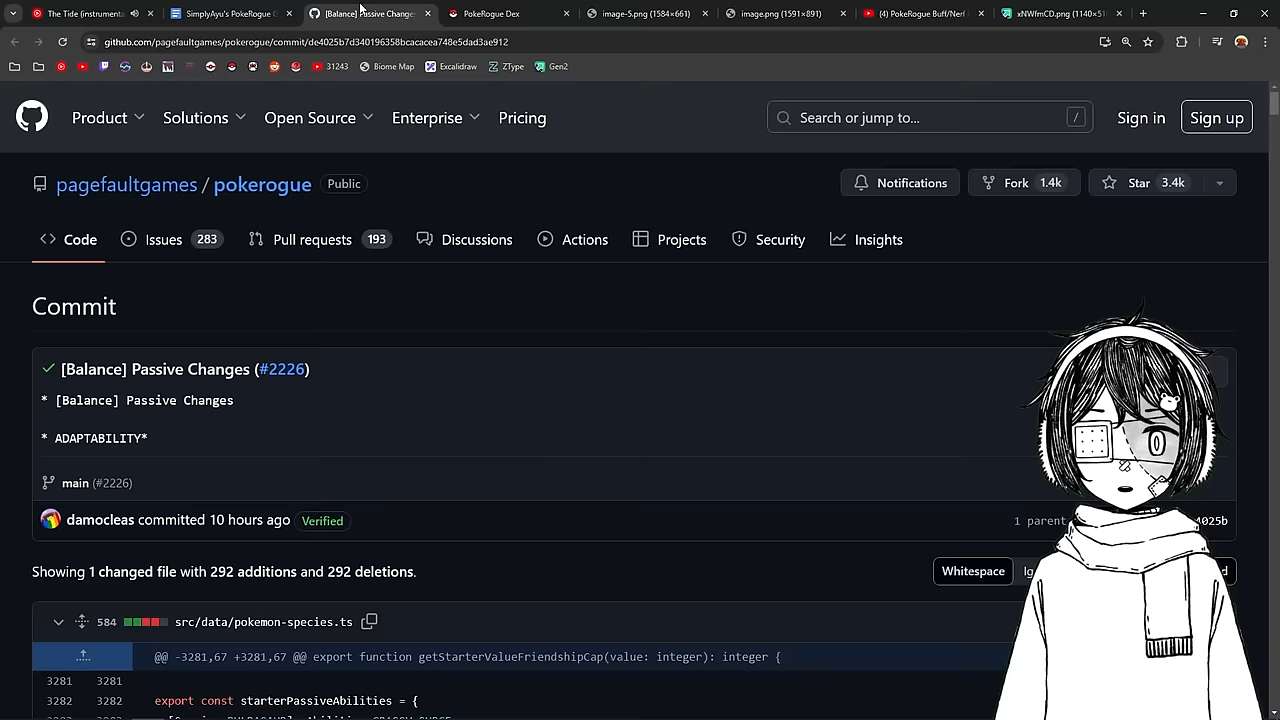 The Tide (instrumenta
SimplyAyu's PokeRogue
[Balance] Passive Changes
PokeRogue Dex
image-5.png (1584×661)
image.png (1591×891)
(4) PokeRogue Buff/Nerf
xNWfmCD.png (1140×51
github.com/pagefaultgames/pokerogue/commit/de4025b7d340196358bcacacea748e5dad3ae912
31243
Biome Map
Excalidraw
ZType
Gen2
Product
Solutions
Open Source
Enterprise
Pricing
Search or jump to...
/
Sign in
Sign up
pagefaultgames / pokerogue
Public
Notifications
Fork 1.4k
Star 3.4k
Code
Issues 283
Pull requests 193
Discussions
Actions
Projects
Security
Insights
Commit
[Balance] Passive Changes (#2226)
* [Balance] Passive Changes
* ADAPTABILITY*
main (#2226)
damocleas committed 10 hours ago Verified
1 parent
4025b
Showing 1 changed file with 292 additions and 292 deletions.
Whitespace
Ig
d
584 src/data/pokemon-species.ts
@@ -3281,67 +3281,67 @@ export function getStarterValueFriendshipCap(value: integer): integer {
3281 3281
3282 3282 export const starterPassiveAbilities = {